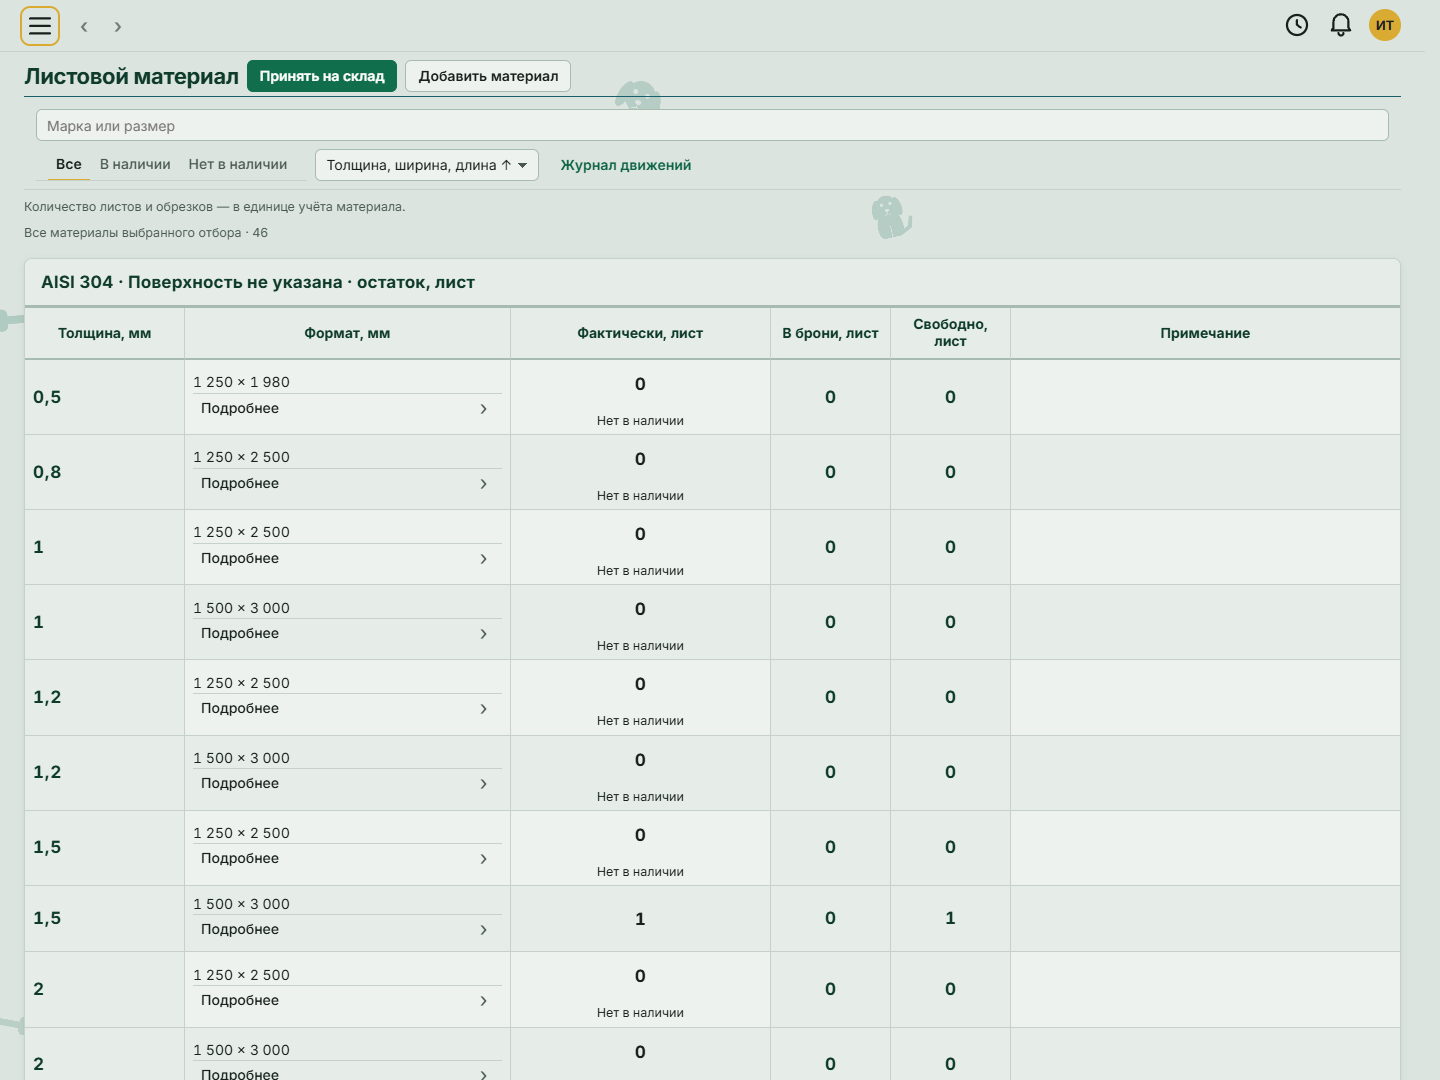 ИТ
Листовой материал
Принять на склад
Добавить материал
Марка или размер
Все
В наличии
Нет в наличии
Толщина, ширина, длина ↑
Журнал движений
Количество листов и обрезков — в единице учёта материала.
Все материалы выбранного отбора · 46
AISI 304 · Поверхность не указана · остаток, лист
Толщина, мм
Формат, мм
Фактически, лист
В брони, лист
Свободно,
лист
Примечание
0,5
1 250 × 1 980
Подробнее
0
Нет в наличии
0
0
0,8
1 250 × 2 500
Подробнее
0
Нет в наличии
0
0
1
1 250 × 2 500
Подробнее
0
Нет в наличии
0
0
1
1 500 × 3 000
Подробнее
0
Нет в наличии
0
0
1,2
1 250 × 2 500
Подробнее
0
Нет в наличии
0
0
1,2
1 500 × 3 000
Подробнее
0
Нет в наличии
0
0
1,5
1 250 × 2 500
Подробнее
0
Нет в наличии
0
0
1,5
1 500 × 3 000
Подробнее
1
0
1
2
1 250 × 2 500
Подробнее
0
Нет в наличии
0
0
2
1 500 × 3 000
Подробнее
0
0
0